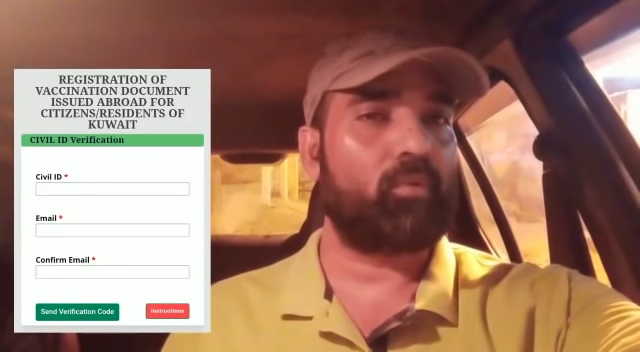 REGISTRATION OF
VACCINATION DOCUMENT
ISSUED ABROAD FOR
CITIZENS/RESIDENTS OF
KUWAIT
CIVIL ID Verification
Civil ID *
Email *
Confirm Email *
Send Verification Code
Instructions